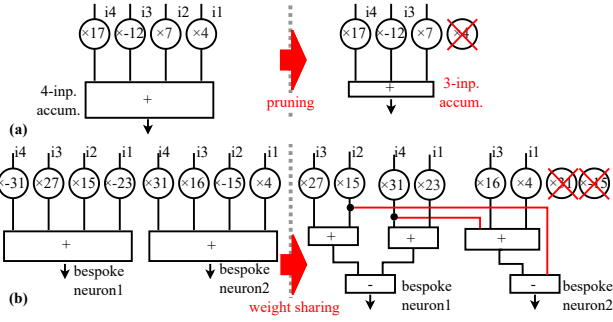 i4 i3 i2 i1 i4 i3 i2
×17 ×-12 ×7 ×4 ×17 ×-12 ×7 ×4
4-inp. accum. + + 3-inp. accum.
pruning
(a)
i4 i3 i2 i1 i4 i3 i2 i1 i3 i2 i4 i1 i3 i1
×-31 ×27 ×15 ×-23 ×31 ×16 ×-15 ×4 ×27 ×15 ×31 ×23 ×16 ×4 ×31 ×-15
+ + + + +
bespoke neuron1 bespoke neuron2 - bespoke neuron1 - bespoke neuron2
(b) weight sharing